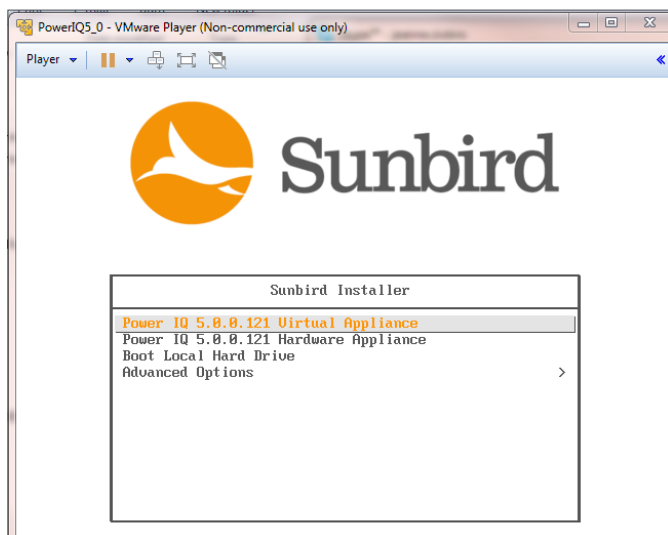 PowerIQ5_0 - VMware Player (Non-commercial use only)
Player
Sunbird
Sunbird Installer
Power IQ 5.0.0.121 Virtual Appliance
Power IQ 5.0.0.121 Hardware Appliance
Boot Local Hard Drive
Advanced Options >